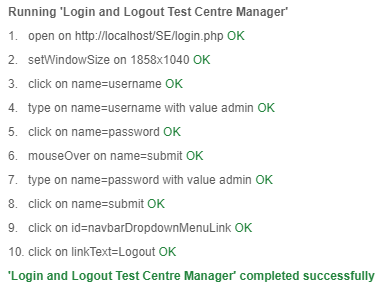 Running 'Login and Logout Test Centre Manager'
1. open on http://localhost/SE/login.php OK
2. setWindowSize on 1858x1040 OK
3. click on name=username OK
4. type on name=username with value admin OK
5. click on name=password OK
6. mouseOver on name=submit OK
7. type on name=password with value admin OK
8. click on name=submit OK
9. click on id=navbarDropdownMenuLink OK
10. click on linkText=Logout OK
'Login and Logout Test Centre Manager' completed successfully